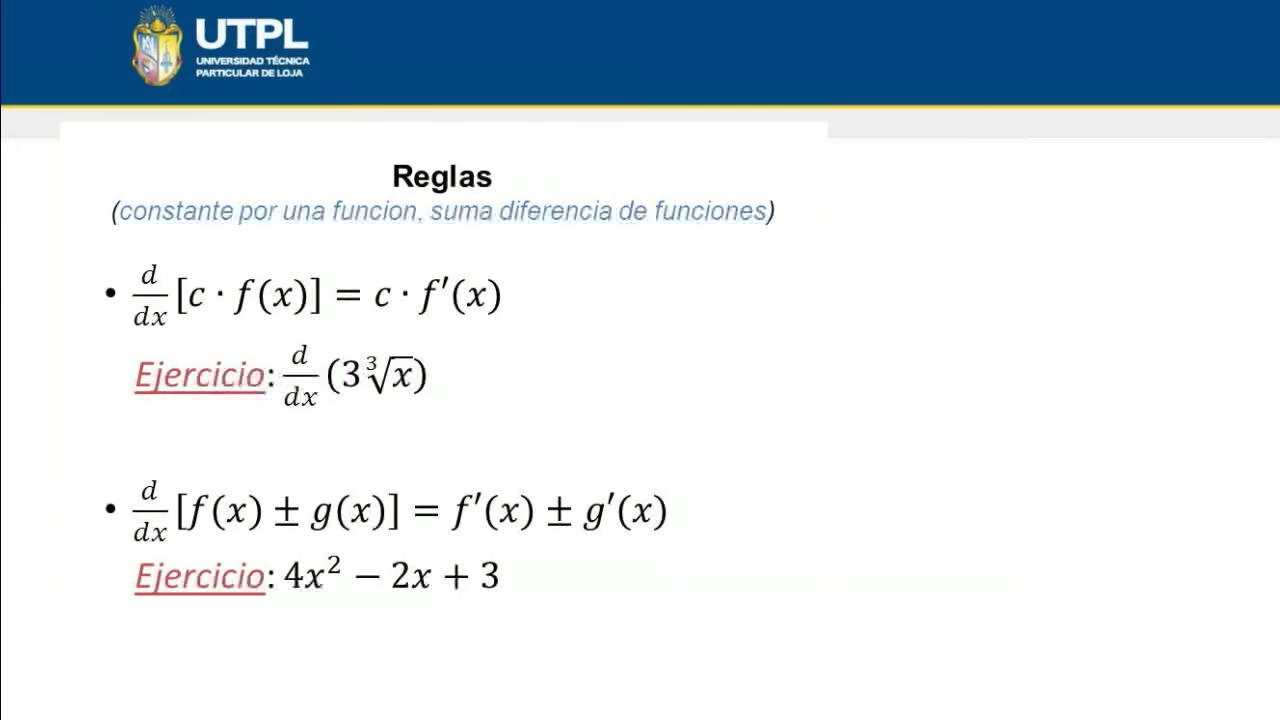 UTPL
UNIVERSIDAD TÉCNICA
PARTICULAR DE LOJA
Reglas
(constante por una funcion, suma diferencia de funciones)
• d/dx [c · f(x)] = c · f′(x)
Ejercicio: d/dx (3∛x)
• d/dx [f(x) ± g(x)] = f′(x) ± g′(x)
Ejercicio: 4x² − 2x + 3